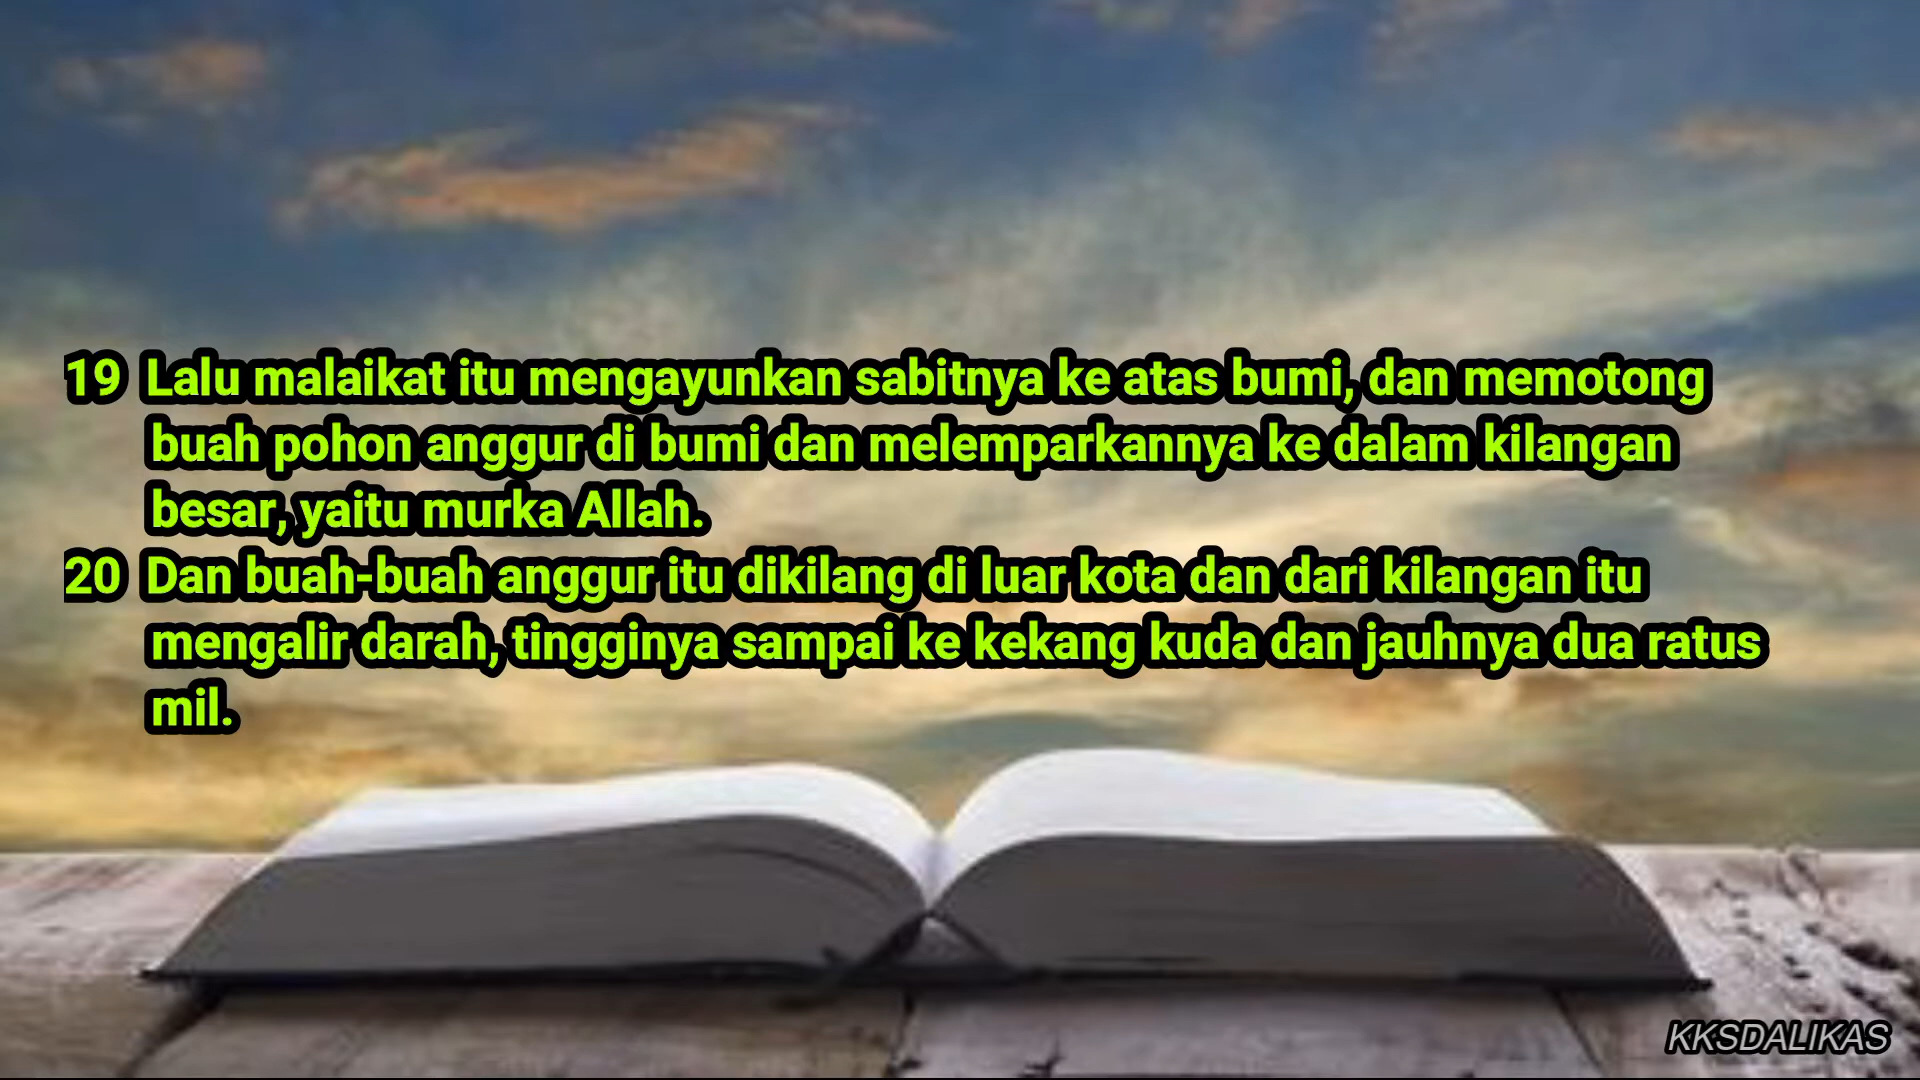 19 Lalu malaikat itu mengayunkan sabitnya ke atas bumi, dan memotong
buah pohon anggur di bumi dan melemparkannya ke dalam kilangan
besar, yaitu murka Allah.
20 Dan buah-buah anggur itu dikilang di luar kota dan dari kilangan itu
mengalir darah, tingginya sampai ke kekang kuda dan jauhnya dua ratus
mil.
KKSDALIKAS